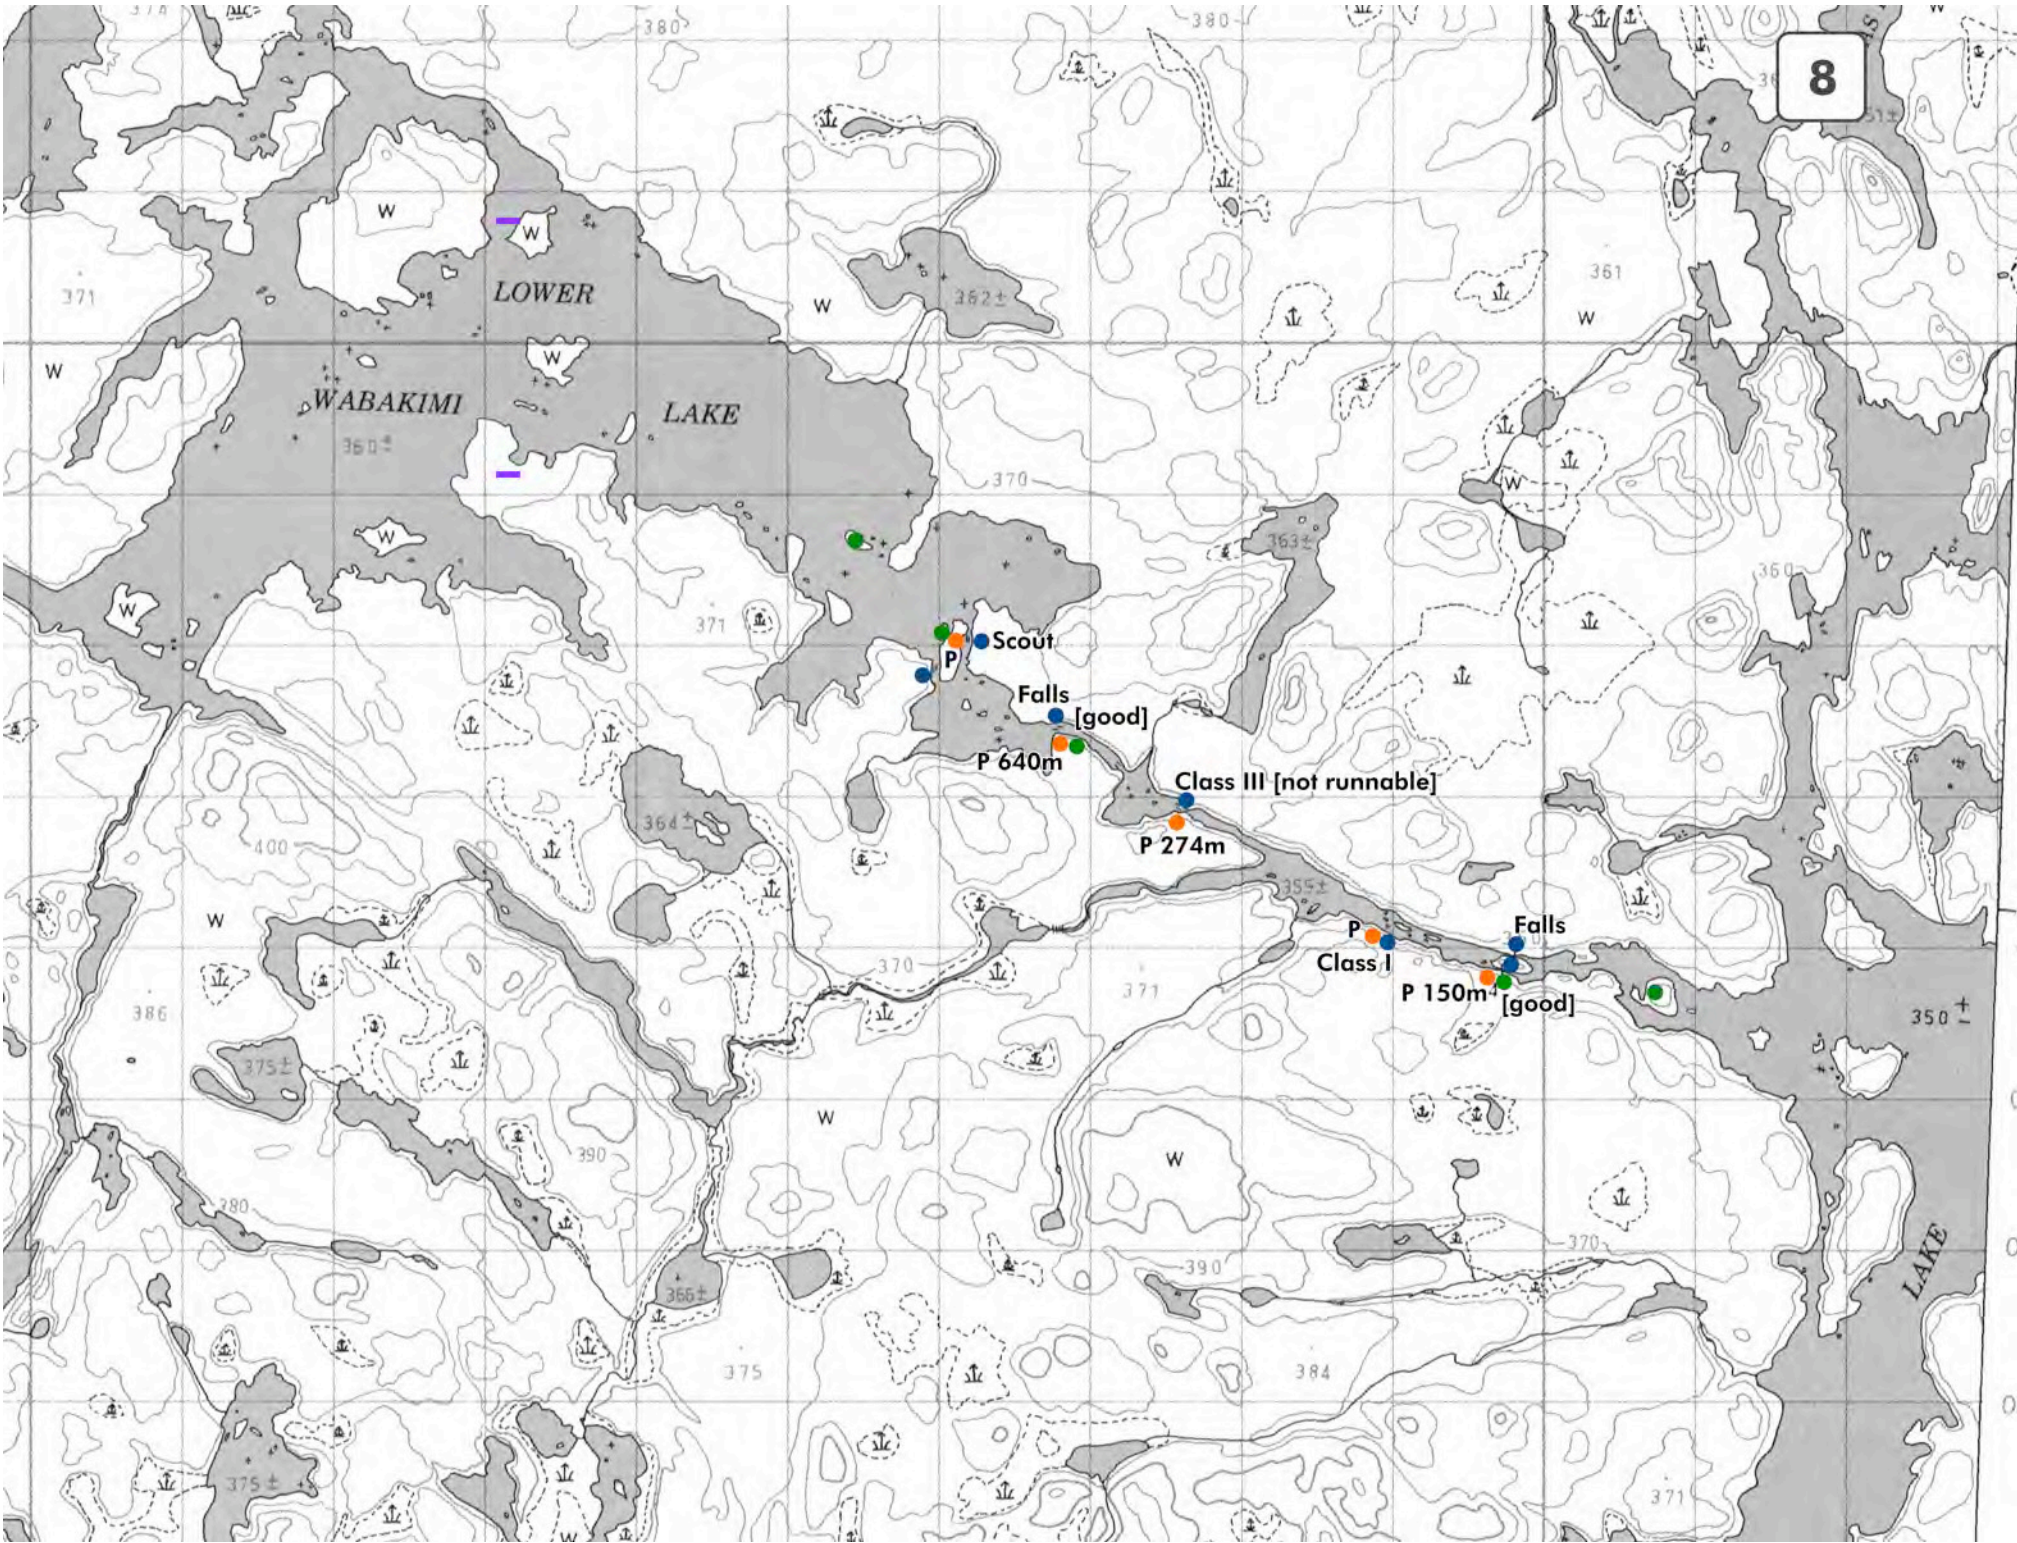 380
380
8
W
W
371
LOWER
W
362±
361
W
W
W
WABAKIMI
LAKE
360±
370
W
W
363±
360
W
371
Scout
P
Falls
[good]
P 640m
Class III [not runnable]
364±
P 274m
400
355±
W
P
Falls
Class I
370
371
P 150m
[good]
386
350±
375±
W
390
W
380
370
390
LAKE
366±
375
384
375±
371
W